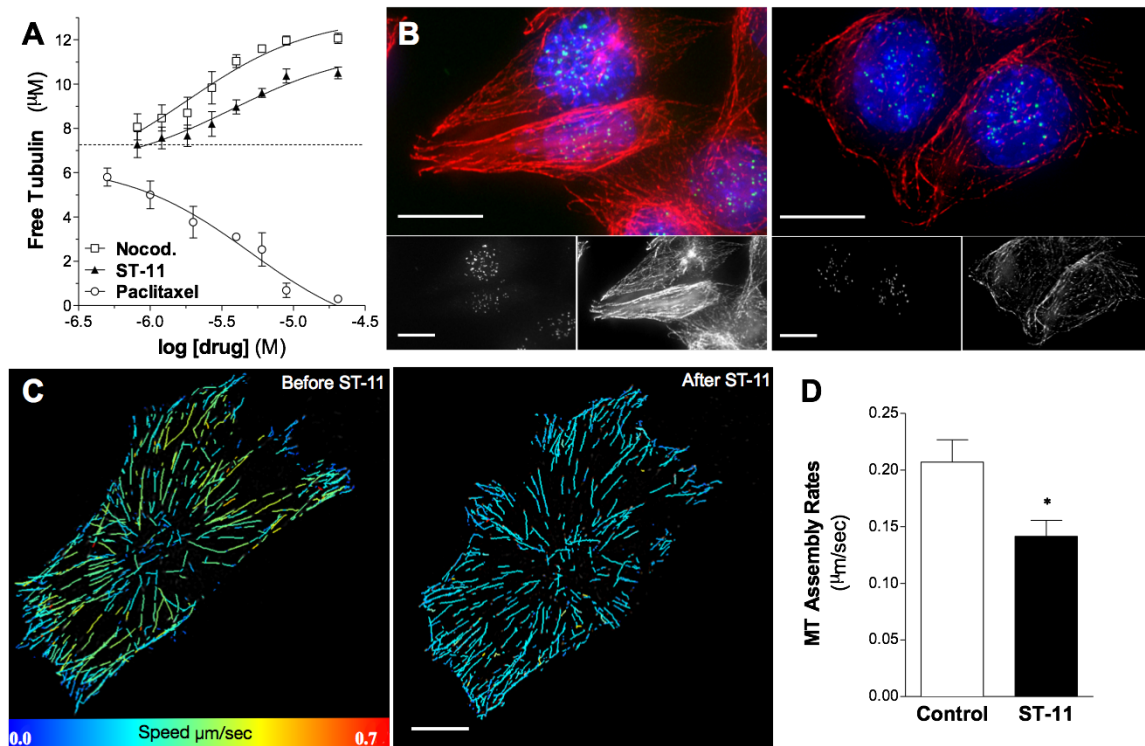 A
Free Tubulin (µM)
12
10
8
6
4
2
0
Nocod.
ST-11
Paclitaxel
-6.5
-6.0
-5.5
-5.0
-4.5
log [drug] (M)
B
C
Before ST-11
After ST-11
0.0
Speed µm/sec
0.7
D
MT Assembly Rates
(µm/sec)
0.25
0.20
0.15
0.10
0.05
0.00
*
Control
ST-11